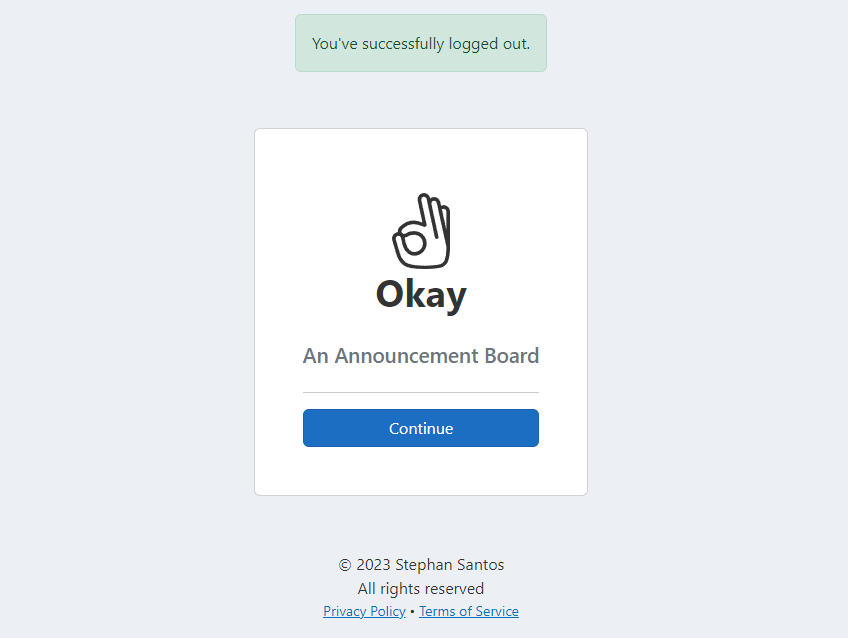 You've successfully logged out.
Okay
An Announcement Board
Continue
© 2023 Stephan Santos
All rights reserved
Privacy Policy • Terms of Service